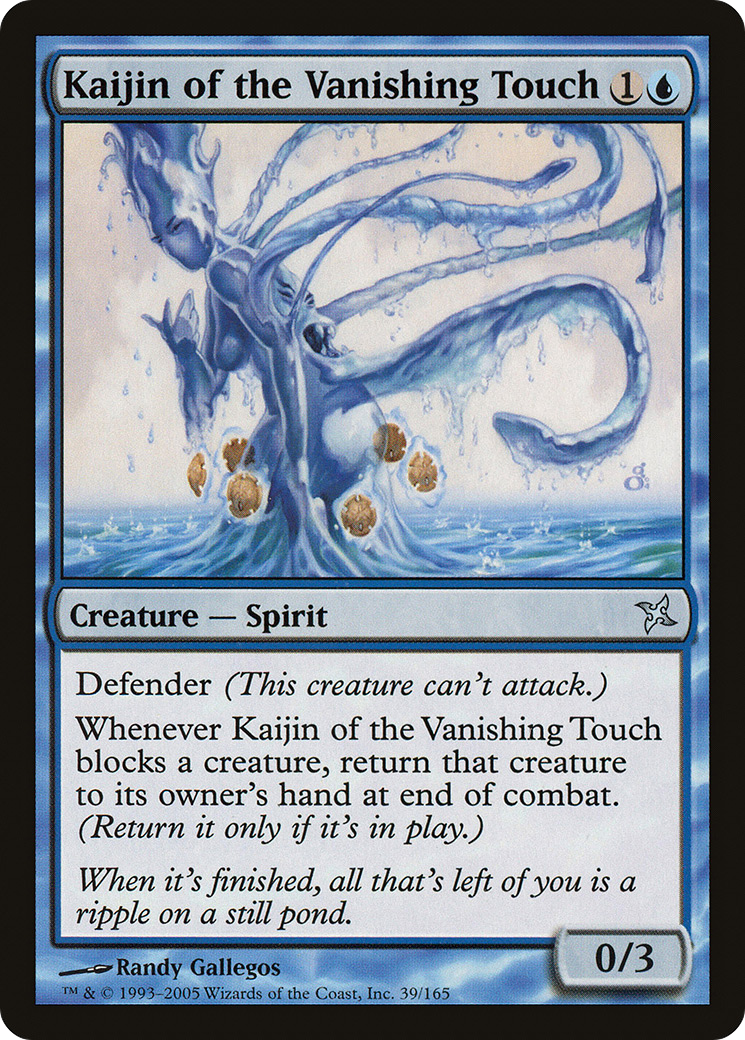 Kaijin of the Vanishing Touch 1
Creature — Spirit
Defender (This creature can't attack.)
Whenever Kaijin of the Vanishing Touch
blocks a creature, return that creature
to its owner's hand at end of combat.
(Return it only if it's in play.)
When it's finished, all that's left of you is a
ripple on a still pond.
0/3
Randy Gallegos
™ & © 1993–2005 Wizards of the Coast, Inc. 39/165